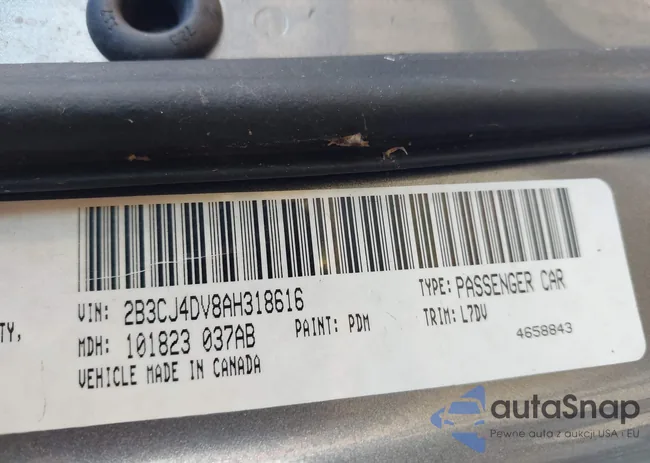 VIN: 2B3CJ4DV8AH318616
TYPE: PASSENGER CAR
TY,
MDH: 101823 037AB
PAINT: PDM
TRIM: L7DV
4658843
VEHICLE MADE IN CANADA
autaSnap
Pewne auta z aukcji USA i EU